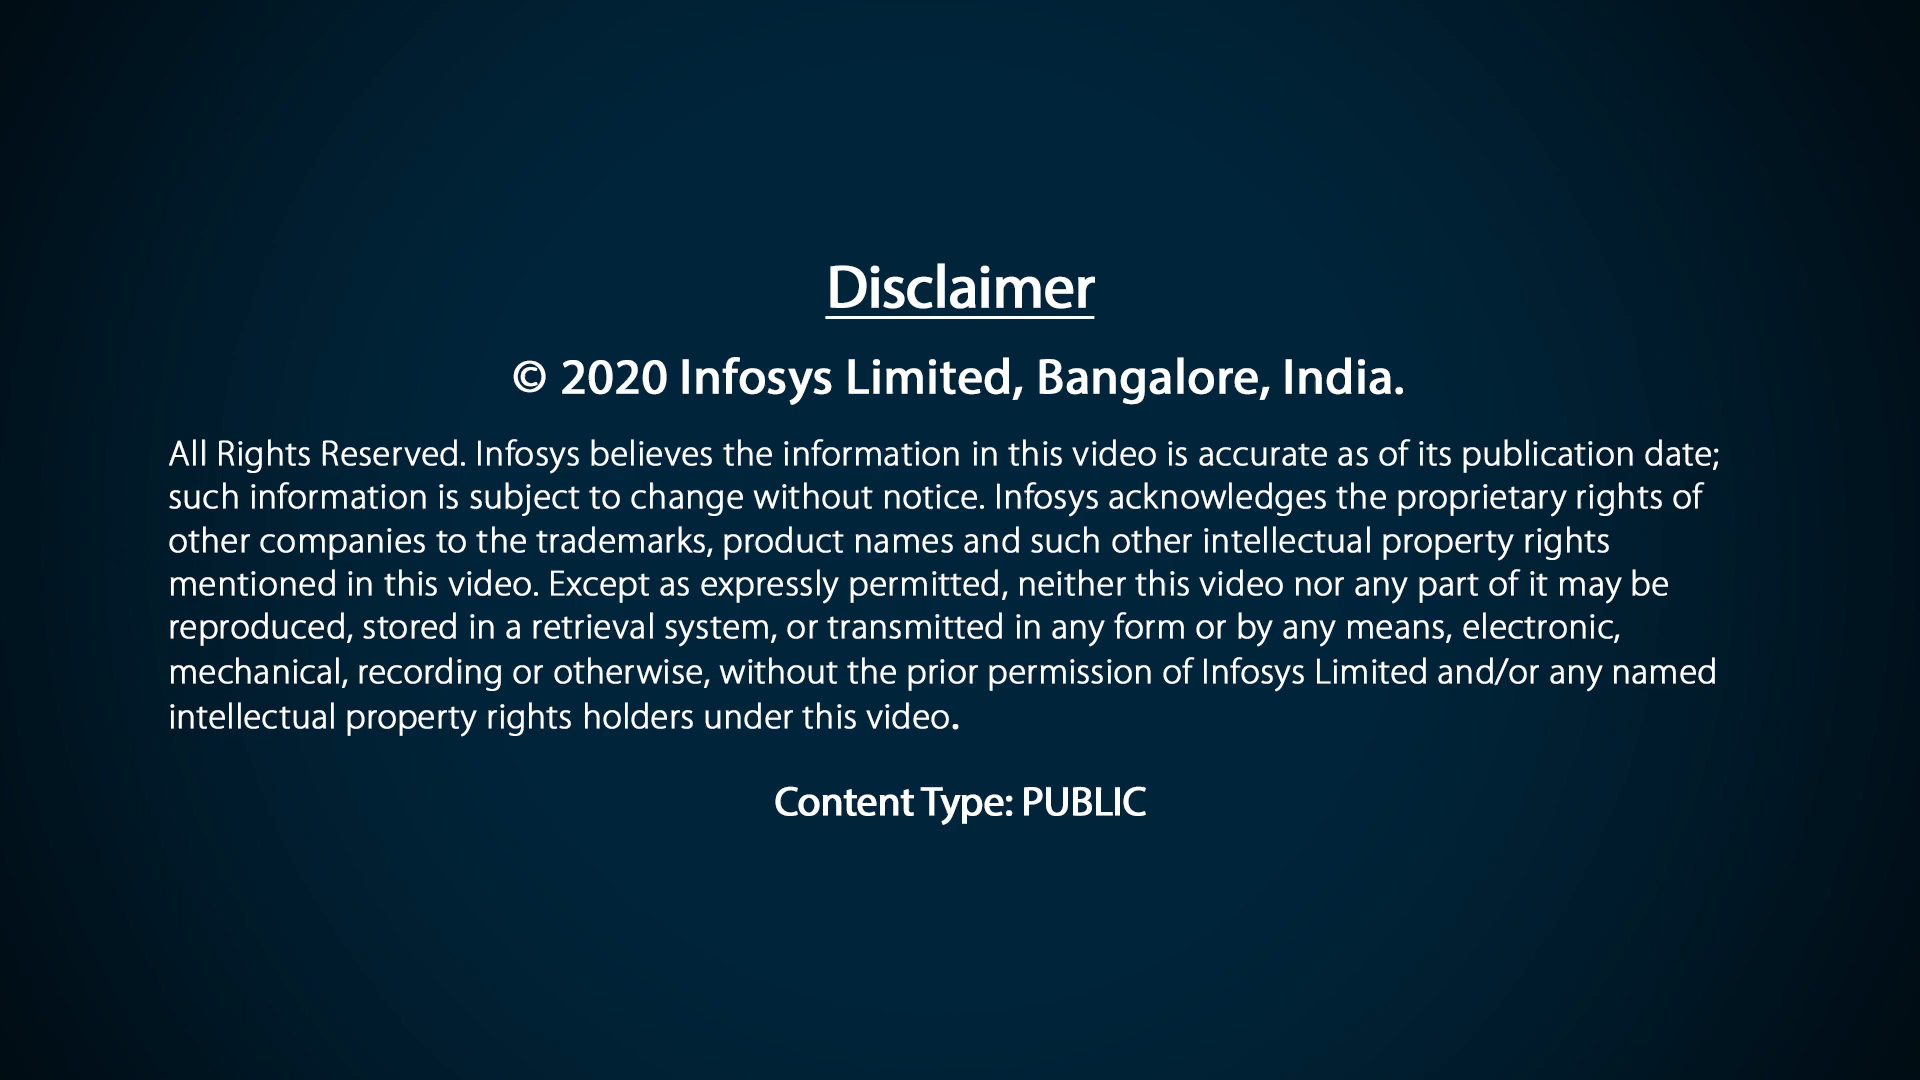 Disclaimer
© 2020 Infosys Limited, Bangalore, India.
All Rights Reserved. Infosys believes the information in this video is accurate as of its publication date;
such information is subject to change without notice. Infosys acknowledges the proprietary rights of
other companies to the trademarks, product names and such other intellectual property rights
mentioned in this video. Except as expressly permitted, neither this video nor any part of it may be
reproduced, stored in a retrieval system, or transmitted in any form or by any means, electronic,
mechanical, recording or otherwise, without the prior permission of Infosys Limited and/or any named
intellectual property rights holders under this video.
Content Type: PUBLIC